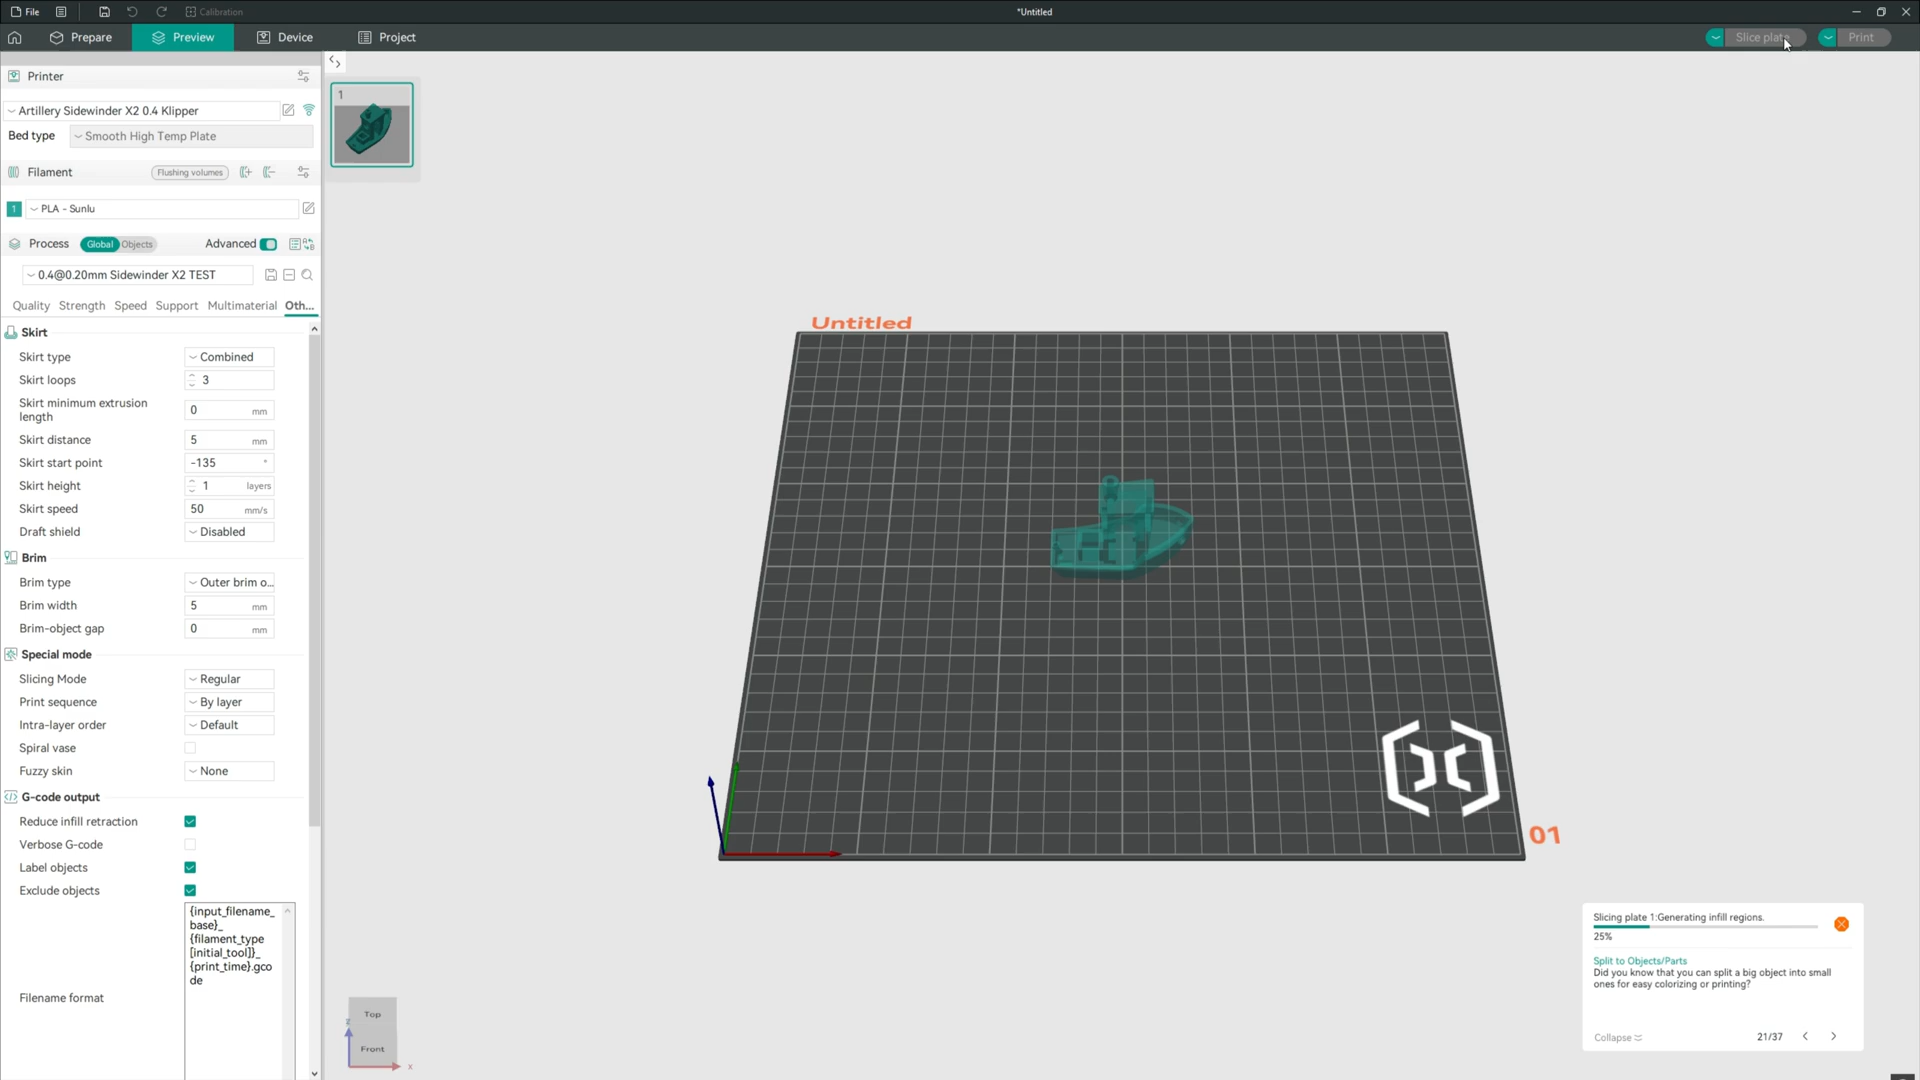 File
Calibration
*Untitled
Prepare
Preview
Device
Project
Slice plate
Print
Printer
Artillery Sidewinder X2 0.4 Klipper
Bed type
Smooth High Temp Plate
Filament
Flushing volumes
1
PLA - Sunlu
Process
Global
Objects
Advanced
0.4@0.20mm Sidewinder X2 TEST
Quality
Strength
Speed
Support
Multimaterial
Oth...
Skirt
Skirt type
Combined
Skirt loops
3
Skirt minimum extrusion
length
0 mm
Skirt distance
5 mm
Skirt start point
-135 °
Skirt height
1 layers
Skirt speed
50 mm/s
Draft shield
Disabled
Brim
Brim type
Outer brim o...
Brim width
5 mm
Brim-object gap
0 mm
Special mode
Slicing Mode
Regular
Print sequence
By layer
Intra-layer order
Default
Spiral vase
Fuzzy skin
None
G-code output
Reduce infill retraction
Verbose G-code
Label objects
Exclude objects
{input_filename_
base}_
{filament_type
[initial_tool]}_
{print_time}.gco
de
Filename format
1
Untitled
01
Top
Front
z
x
Slicing plate 1:Generating infill regions.
25%
Split to Objects/Parts
Did you know that you can split a big object into small
ones for easy colorizing or printing?
Collapse
21/37